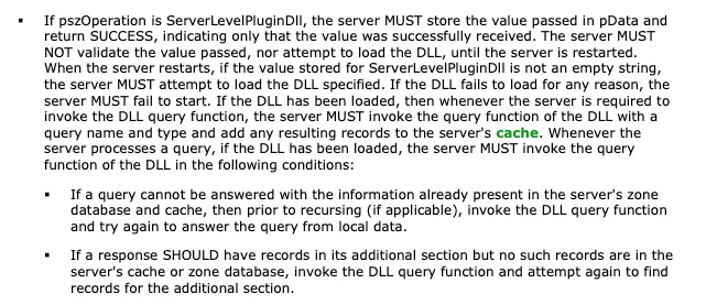 ▪ If pszOperation is ServerLevelPluginDll, the server MUST store the value passed in pData and
return SUCCESS, indicating only that the value was successfully received. The server MUST
NOT validate the value passed, nor attempt to load the DLL, until the server is restarted.
When the server restarts, if the value stored for ServerLevelPluginDll is not an empty string,
the server MUST attempt to load the DLL specified. If the DLL fails to load for any reason, the
server MUST fail to start. If the DLL has been loaded, then whenever the server is required to
invoke the DLL query function, the server MUST invoke the query function of the DLL with a
query name and type and add any resulting records to the server's cache. Whenever the
server processes a query, if the DLL has been loaded, the server MUST invoke the query
function of the DLL in the following conditions:
▪ If a query cannot be answered with the information already present in the server's zone
database and cache, then prior to recursing (if applicable), invoke the DLL query function
and try again to answer the query from local data.
▪ If a response SHOULD have records in its additional section but no such records are in the
server's cache or zone database, invoke the DLL query function and attempt again to find
records for the additional section.